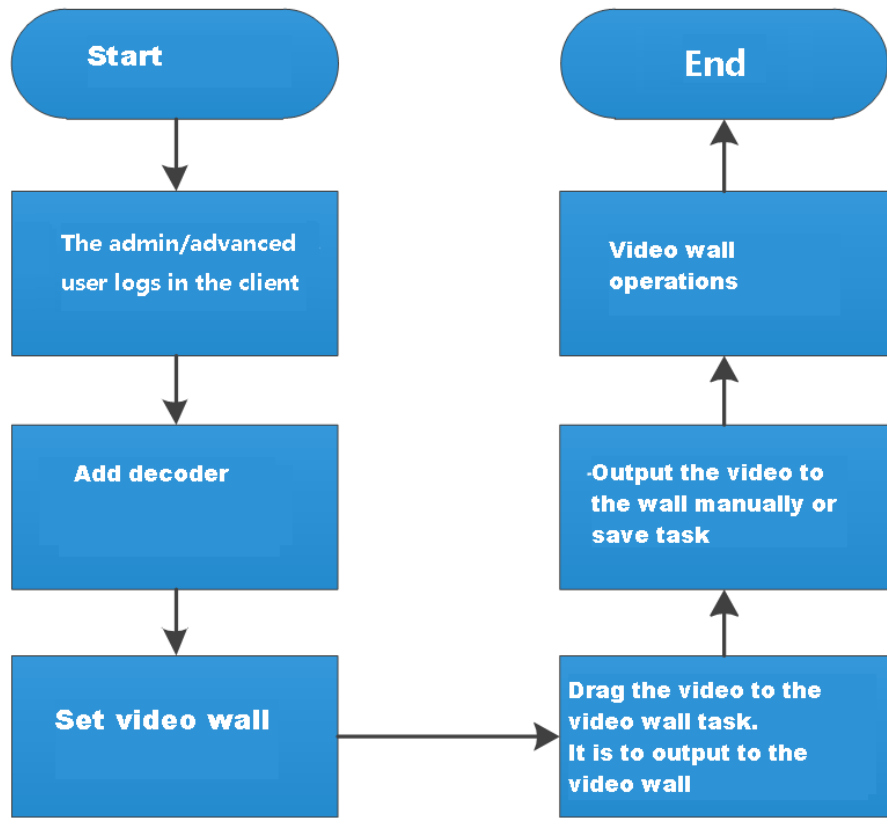 Start
The admin/advanced
user logs in the client
Add decoder
Set video wall
Drag the video to the
video wall task.
It is to output to the
video wall
-Output the video to
the wall manually or
save task
Video wall
operations
End